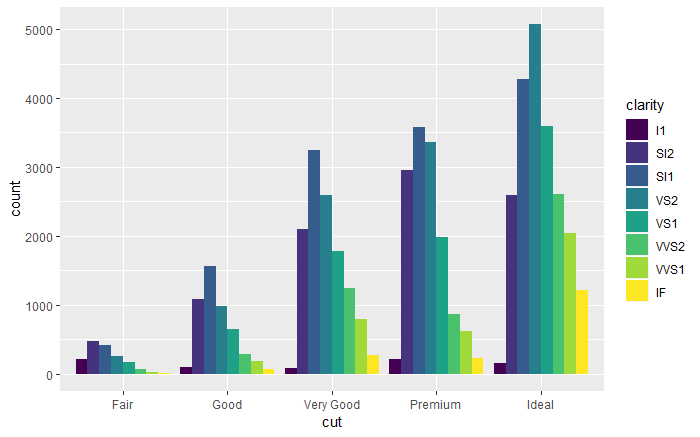 5000
4000
3000
2000
1000
0
count
Fair
Good
Very Good
Premium
Ideal
cut
clarity
I1
SI2
SI1
VS2
VS1
VVS2
VVS1
IF